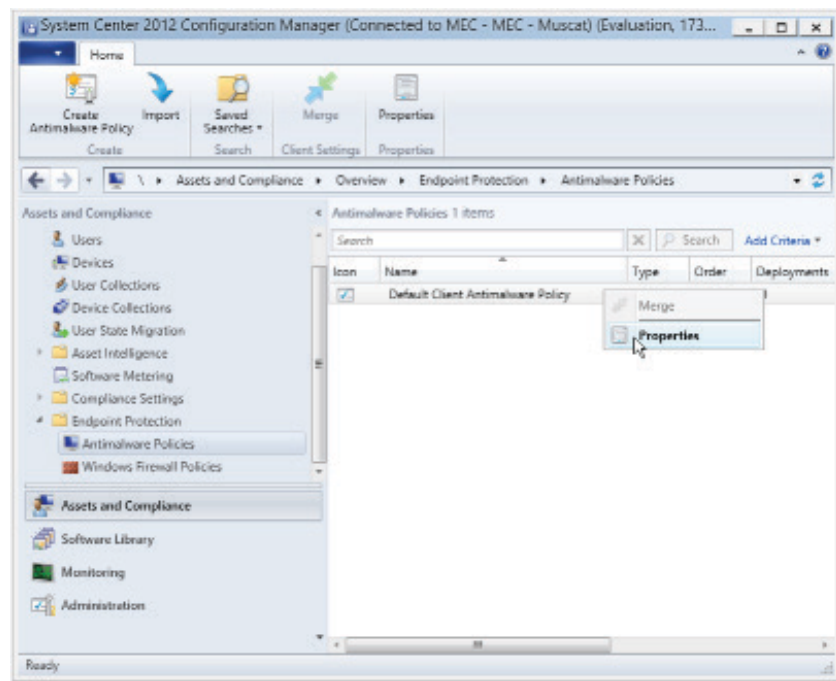 System Center 2012 Configuration Manager (Connected to MEC - MEC - Muscat) (Evaluation, 173...
Home
Create Antimalware Policy
Import
Saved Searches
Merge
Properties
Create
Search
Client Settings
Properties
\ Assets and Compliance Overview Endpoint Protection Antimalware Policies
Assets and Compliance
Users
Devices
User Collections
Device Collections
User State Migration
Asset Intelligence
Software Metering
Compliance Settings
Endpoint Protection
Antimalware Policies
Windows Firewall Policies
Assets and Compliance
Software Library
Monitoring
Administration
Antimalware Policies 1 items
Search
Search
Add Criteria
Icon Name Type Order Deployments
Default Client Antimalware Policy
Merge
Properties
Ready